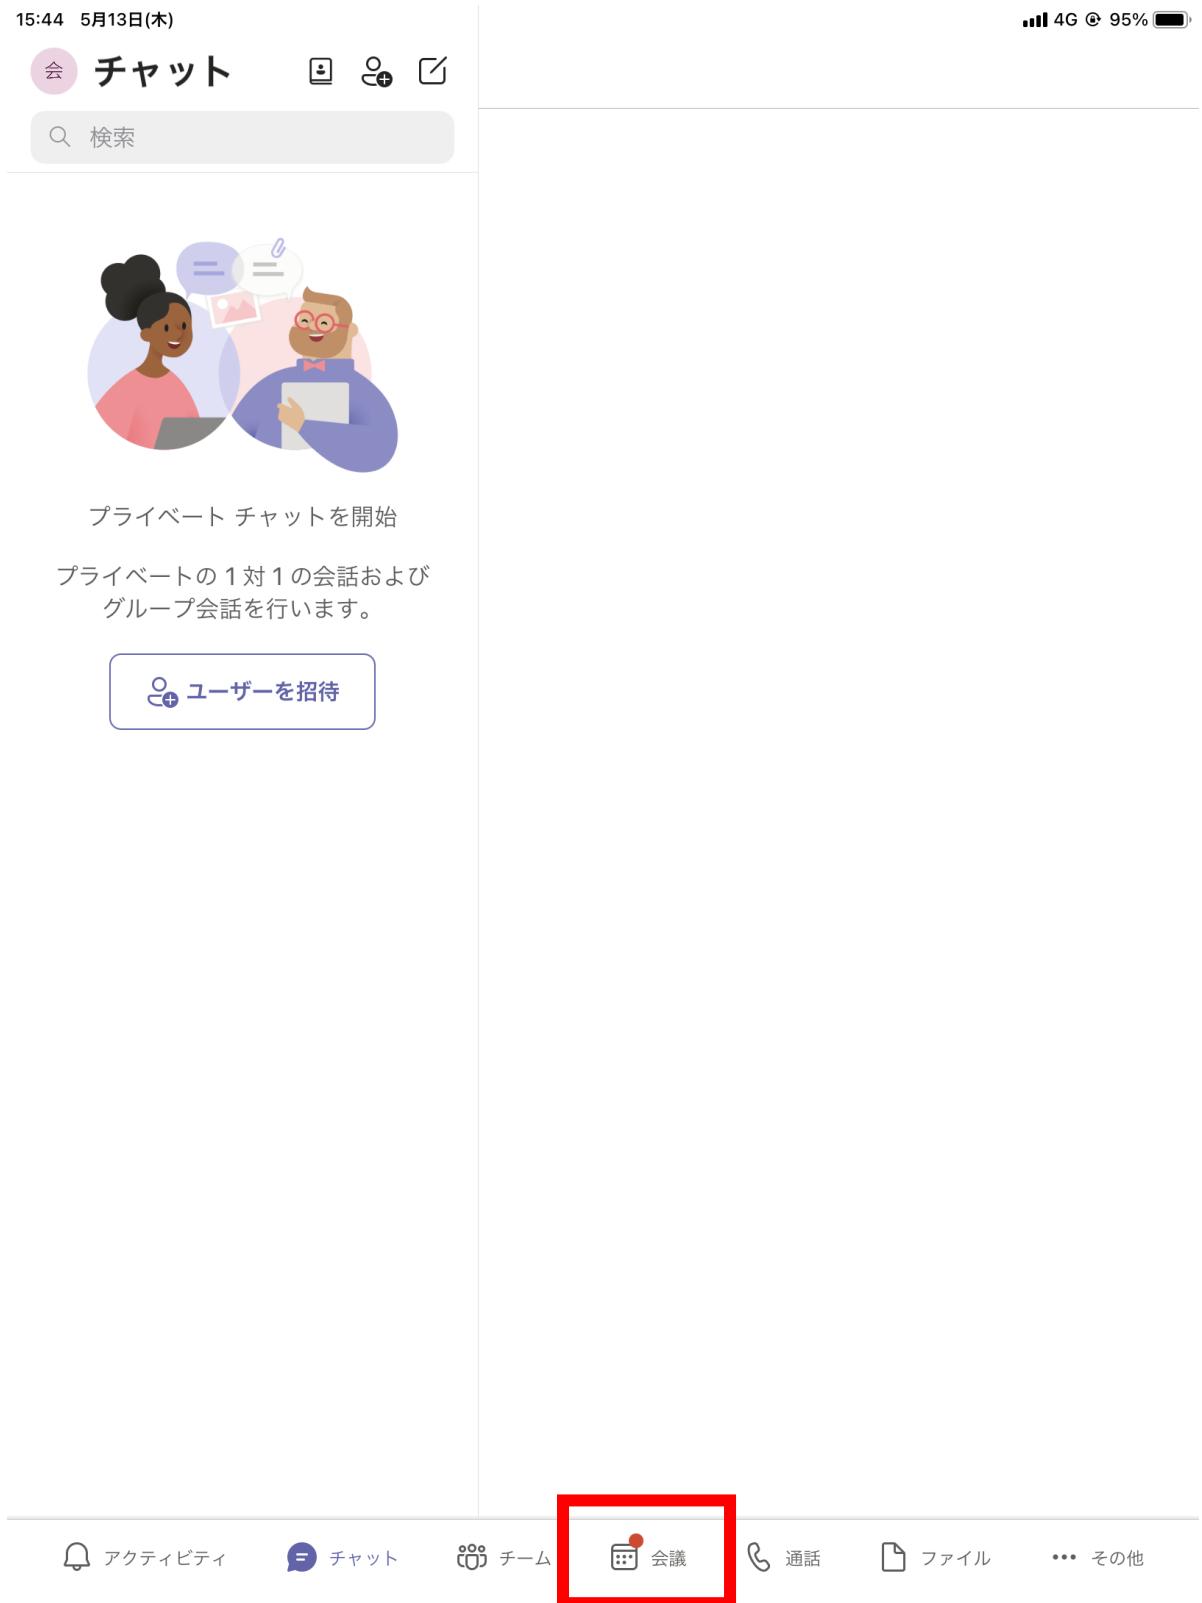 15:44 5月13日(木)
4G 95%
会 チャット
検索
プライベート チャットを開始
プライベートの 1 対 1 の会話および
グループ会話を行います。
ユーザーを招待
アクティビティ チャット チーム 会議 通話 ファイル その他